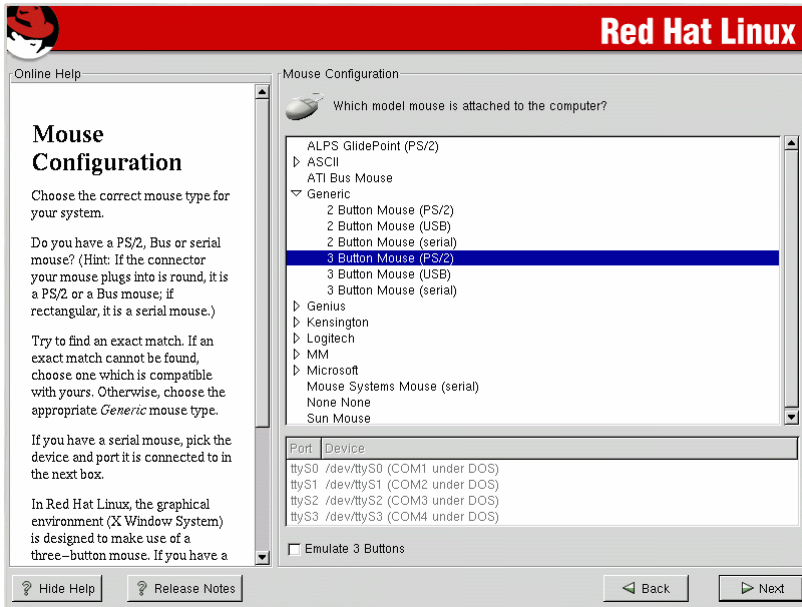 Red Hat Linux
Online Help
Mouse
Configuration
Choose the correct mouse type for
your system.
Do you have a PS/2, Bus or serial
mouse? (Hint: If the connector
your mouse plugs into is round, it is
a PS/2 or a Bus mouse; if
rectangular, it is a serial mouse.)
Try to find an exact match. If an
exact match cannot be found,
choose one which is compatible
with yours. Otherwise, choose the
appropriate Generic mouse type.
If you have a serial mouse, pick the
device and port it is connected to in
the next box.
In Red Hat Linux, the graphical
environment (X Window System)
is designed to make use of a
three-button mouse. If you have a
Mouse Configuration
Which model mouse is attached to the computer?
ALPS GlidePoint (PS/2)
ASCII
ATI Bus Mouse
Generic
2 Button Mouse (PS/2)
2 Button Mouse (USB)
2 Button Mouse (serial)
3 Button Mouse (PS/2)
3 Button Mouse (USB)
3 Button Mouse (serial)
Genius
Kensington
Logitech
MM
Microsoft
Mouse Systems Mouse (serial)
None None
Sun Mouse
Port Device
ttyS0 /dev/ttyS0 (COM1 under DOS)
ttyS1 /dev/ttyS1 (COM2 under DOS)
ttyS2 /dev/ttyS2 (COM3 under DOS)
ttyS3 /dev/ttyS3 (COM4 under DOS)
Emulate 3 Buttons
Hide Help
Release Notes
Back
Next